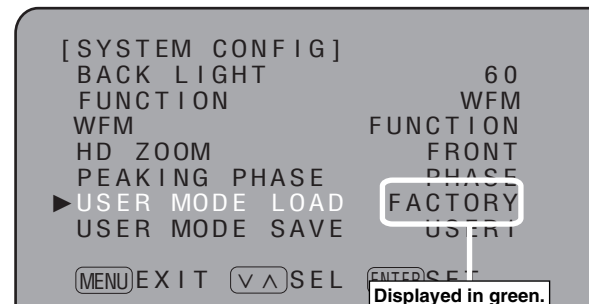 [SYSTEM CONFIG]
BACK LIGHT 60
FUNCTION WFM
WFM FUNCTION
HD ZOOM FRONT
PEAKING PHASE PHASE
▶USER MODE LOAD FACTORY
USER MODE SAVE USER1
MENU EXIT ∨∧ SEL ENTER SET
Displayed in green.